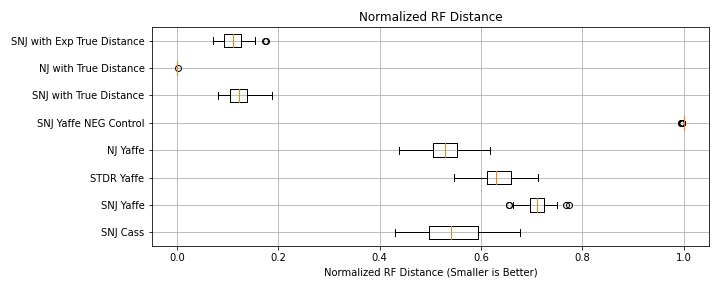 Normalized RF Distance
SNJ with Exp True Distance
NJ with True Distance
SNJ with True Distance
SNJ Yaffe NEG Control
NJ Yaffe
STDR Yaffe
SNJ Yaffe
SNJ Cass
0.0 0.2 0.4 0.6 0.8 1.0
Normalized RF Distance (Smaller is Better)